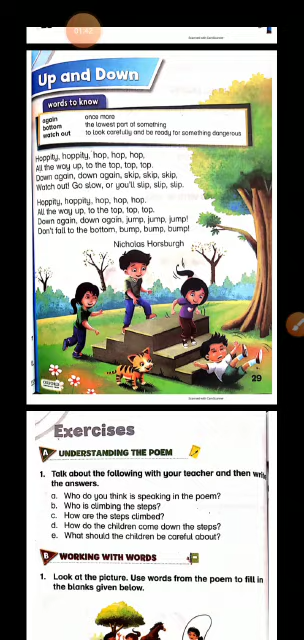 01:02
Scanned with CamScanner
Up and Down
words to know
again once more
bottom the lowest part of something
watch out to look carefully and be ready for something dangerous
Hoppity, hoppity, hop, hop, hop,
All the way up, to the top, top, top.
Down again, down again, skip, skip, skip,
Watch out! Go slow, or you'll slip, slip, slip.
Hoppity, hoppity, hop, hop, hop.
All the way up, to the top, top, top.
Down again, down again, jump, jump, jump!
Don't fall to the bottom, bump, bump, bump!
Nicholas Horsburgh
29
Scanned with CamScanner
Exercises
A UNDERSTANDING THE POEM
1. Talk about the following with your teacher and then write
the answers.
a. Who do you think is speaking in the poem?
b. Who is climbing the steps?
c. How are the steps climbed?
d. How do the children come down the steps?
e. What should the children be careful about?
B WORKING WITH WORDS
1. Look at the picture. Use words from the poem to fill in
the blanks given below.